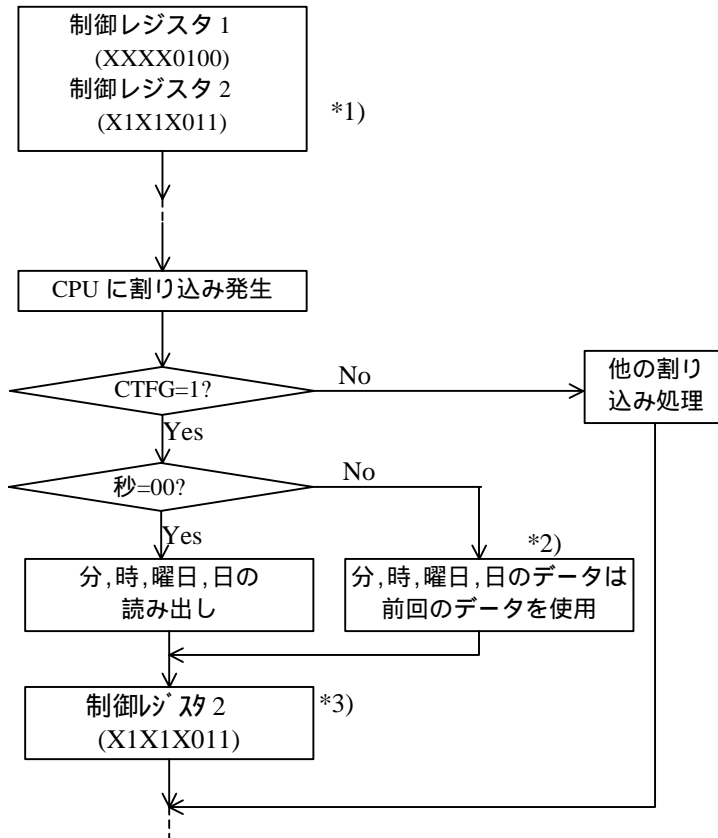 制御レジスタ 1
(XXXX0100)
制御レジスタ 2
(X1X1X011)
*1)
CPU に割り込み発生
CTFG=1?
No
他の割り
込み処理
Yes
秒=00?
No
Yes
*2)
分,時,曜日,日の
読み出し
分,時,曜日,日のデータは
前回のデータを使用
制御ﾚｼﾞｽﾀ 2
(X1X1X011)
*3)